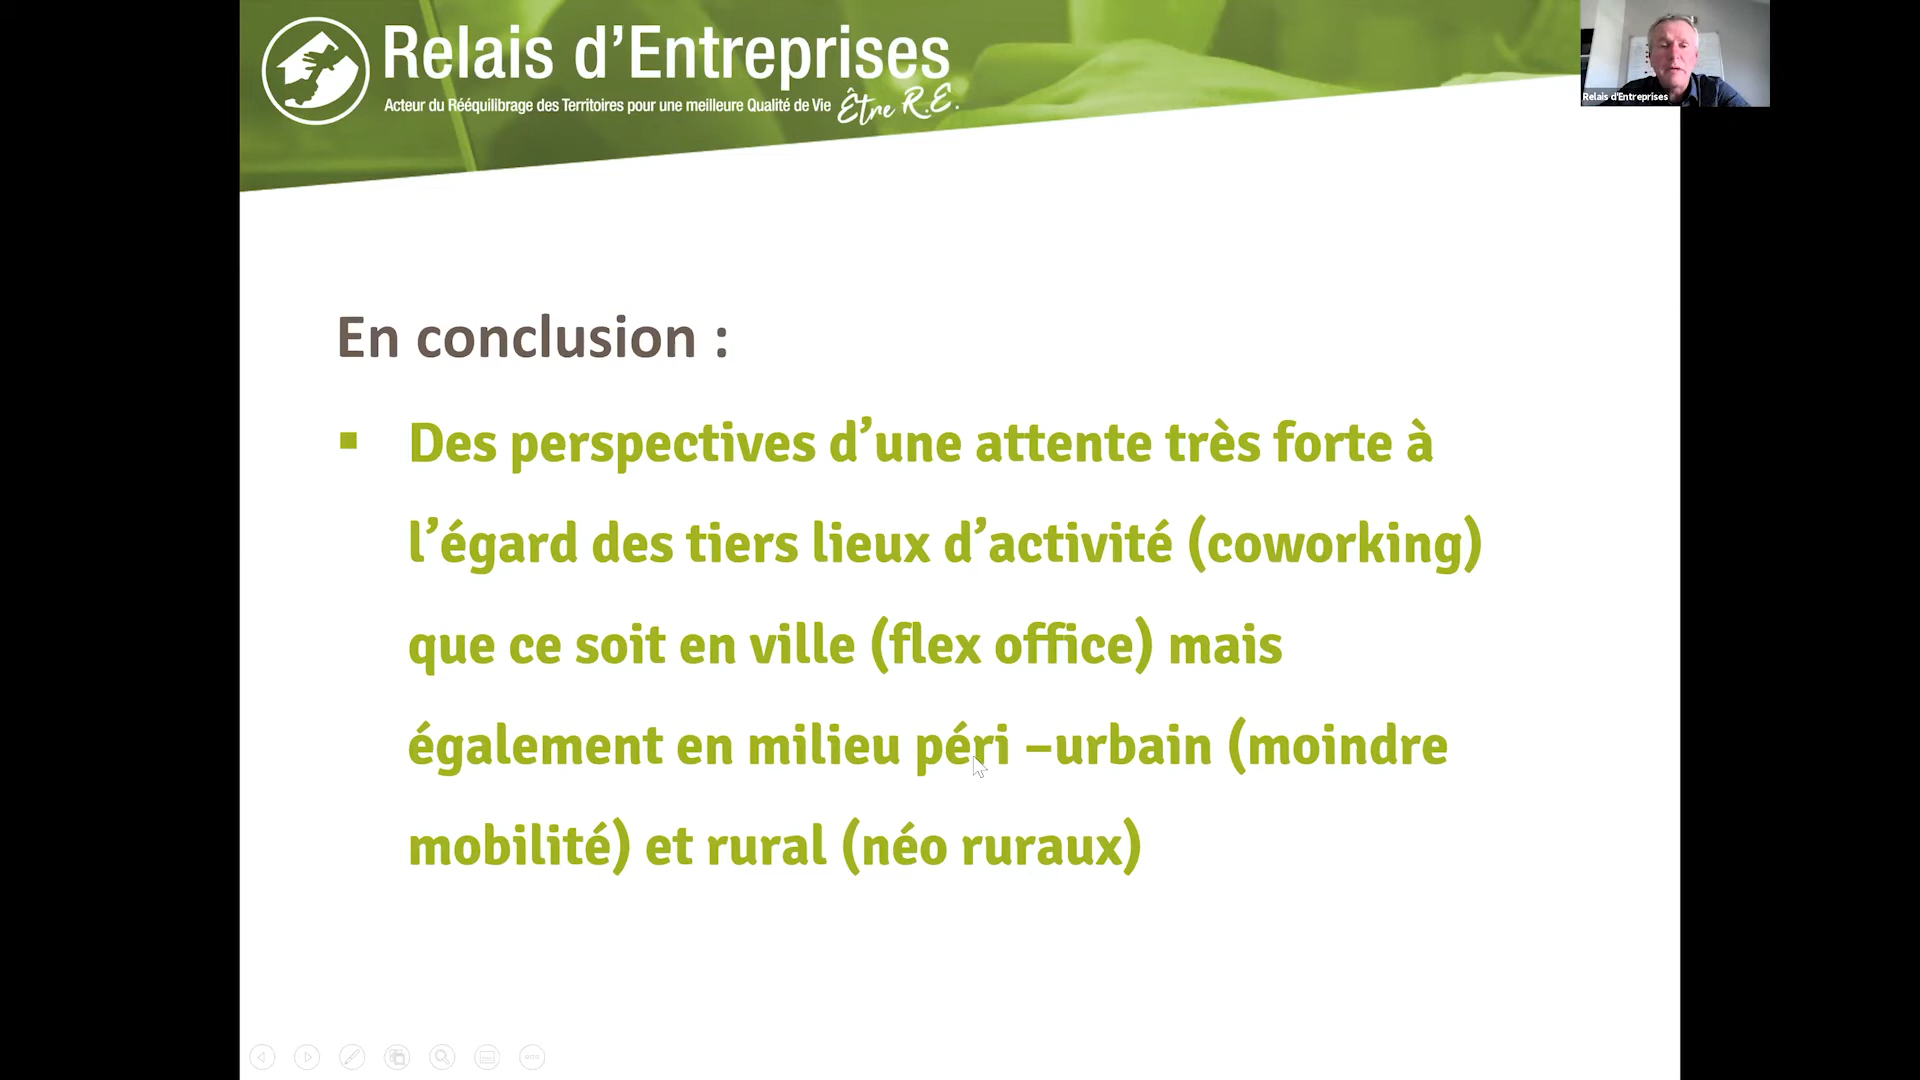 Relais d’Entreprises
Acteur du Rééquilibrage des Territoires pour une meilleure Qualité de Vie Être R.E.
Relais d'Entreprises
En conclusion :
▪ Des perspectives d’une attente très forte à
l’égard des tiers lieux d’activité (coworking)
que ce soit en ville (flex office) mais
également en milieu péri –urbain (moindre
mobilité) et rural (néo ruraux)